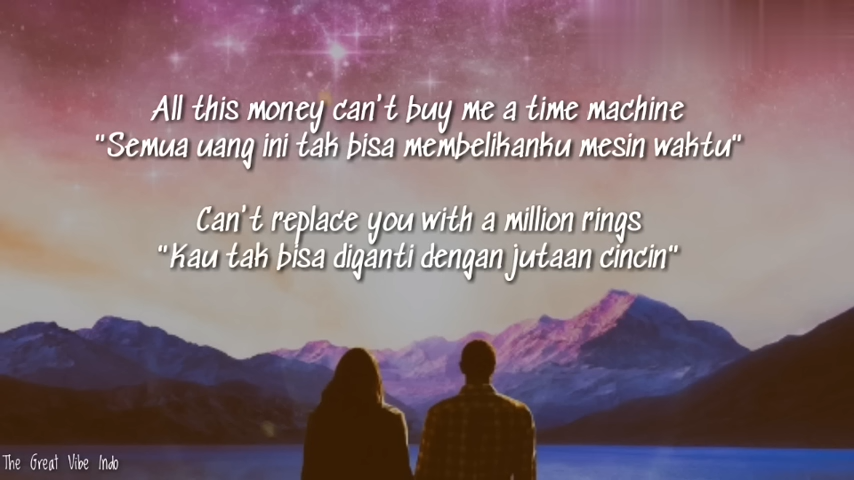 All this money can't buy me a time machine
"Semua uang ini tak bisa membelikanku mesin waktu"
Can't replace you with a million rings
"Kau tak bisa diganti dengan jutaan cincin"
The Great Vibe Indo